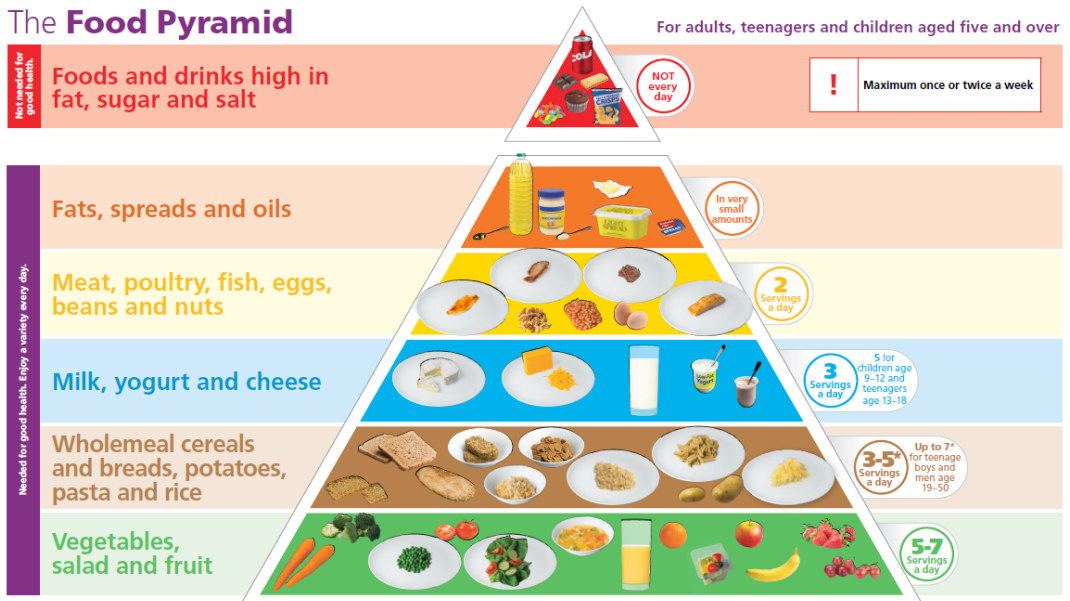 The Food Pyramid
For adults, teenagers and children aged five and over
Not needed for
good health.
Foods and drinks high in
fat, sugar and salt
COLA
CRISPS
NOT
every
day
!
Maximum once or twice a week
Needed for good health. Enjoy a variety every day.
Fats, spreads and oils
LIGHT
SPREAD
In very
small
amounts
Meat, poultry, fish, eggs,
beans and nuts
2
Servings
a day
Milk, yogurt and cheese
Yogurt
3
Servings
a day
5 for
children age
9–12 and
teenagers
age 13–18
Wholemeal cereals
and breads, potatoes,
pasta and rice
3-5*
Servings
a day
Up to 7*
for teenage
boys and
men age
19–50
Vegetables,
salad and fruit
5-7
Servings
a day